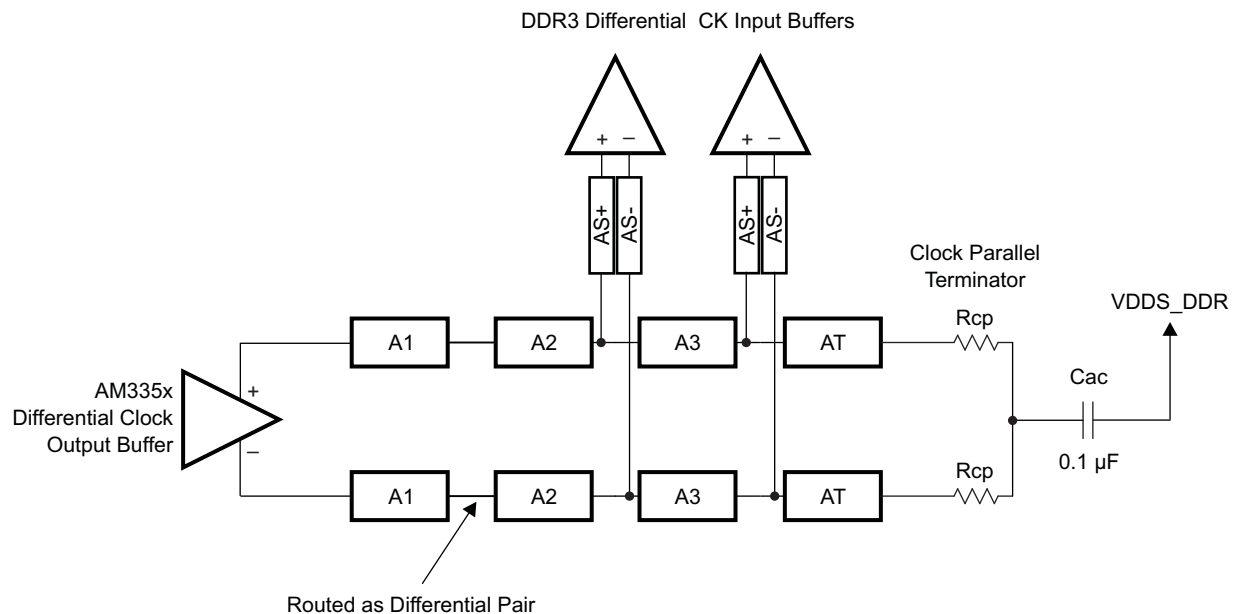 DDR3 Differential CK Input Buffers
+ – + –
AS+ AS- AS+ AS-
Clock Parallel
Terminator
VDDS_DDR
Rcp
A1 A2 A3 AT
Cac
AM335x
Differential Clock
Output Buffer
+
–
0.1 µF
Rcp
A1 A2 A3 AT
Routed as Differential Pair